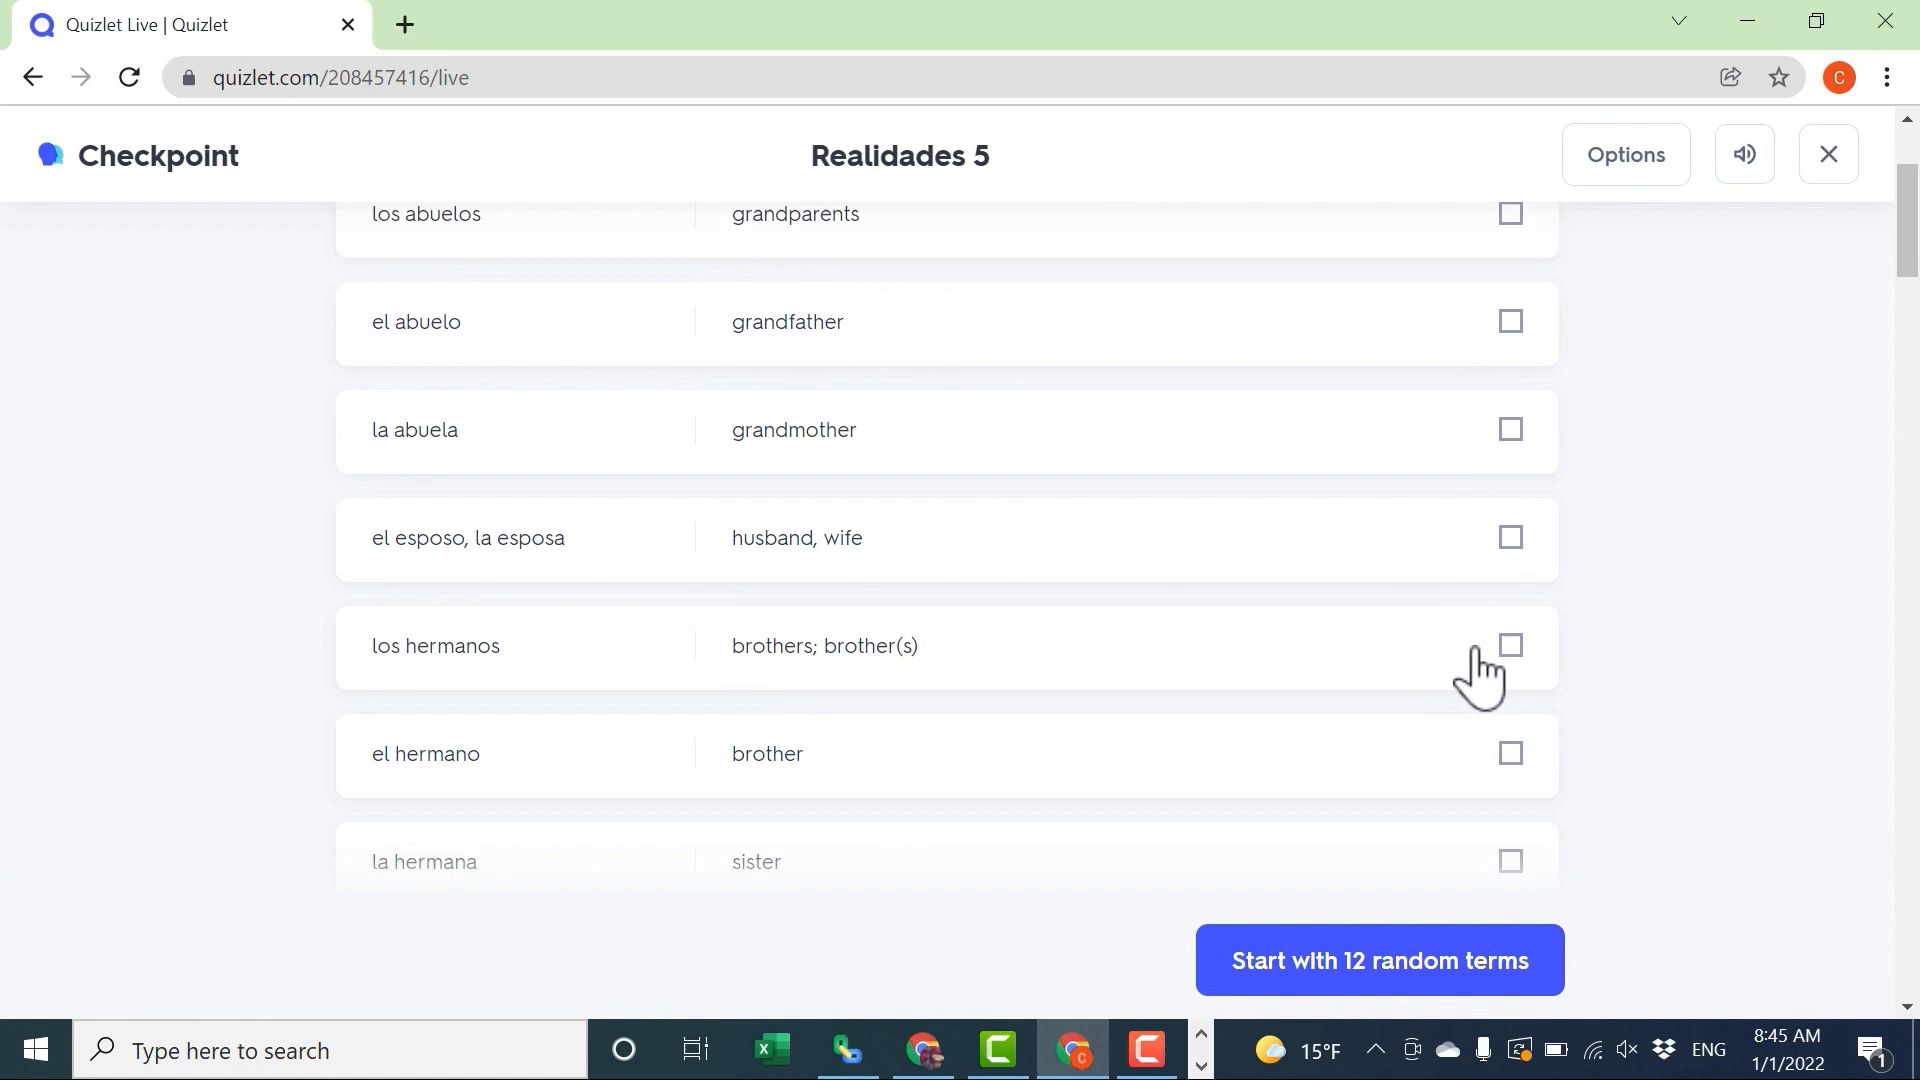 Quizlet Live | Quizlet
quizlet.com/208457416/live
C
Checkpoint
Realidades 5
Options
los abuelos grandparents
el abuelo grandfather
la abuela grandmother
el esposo, la esposa husband, wife
los hermanos brothers; brother(s)
el hermano brother
la hermana sister
Start with 12 random terms
Type here to search
15°F
ENG
8:45 AM
1/1/2022
1